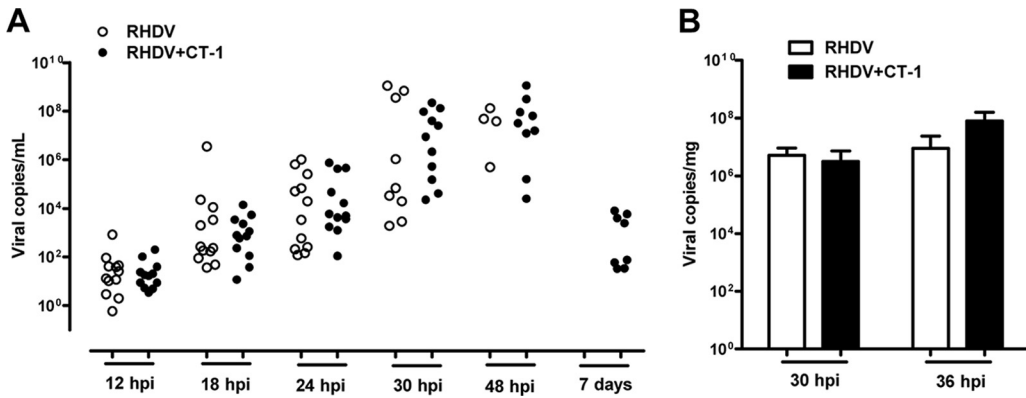 A
RHDV
RHDV+CT-1
Viral copies/mL
10^10
10^8
10^6
10^4
10^2
10^0
12 hpi
18 hpi
24 hpi
30 hpi
48 hpi
7 days
B
RHDV
RHDV+CT-1
Viral copies/mg
10^10
10^8
10^6
10^4
10^2
10^0
30 hpi
36 hpi